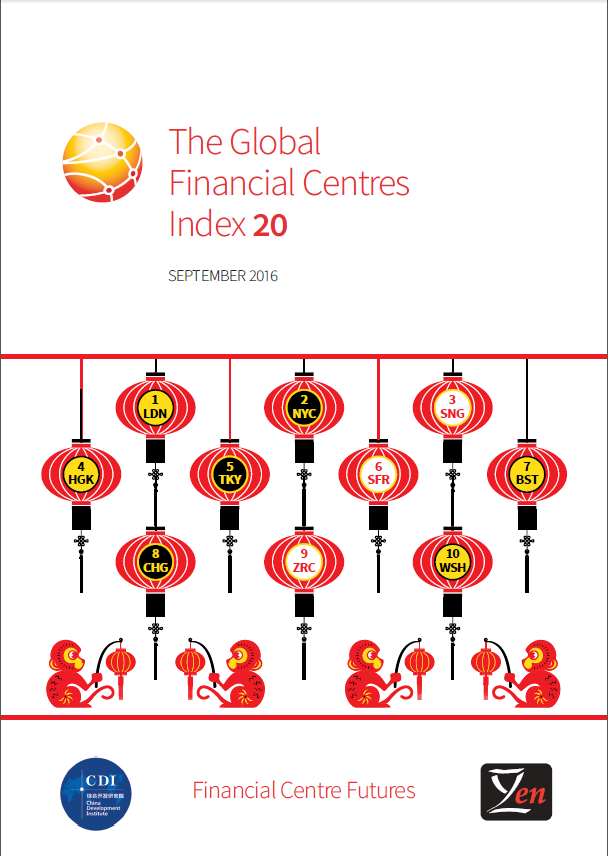 The Global
Financial Centres
Index 20
SEPTEMBER 2016
1
LDN
2
NYC
3
SNG
4
HGK
5
TKY
6
SFR
7
BST
8
CHG
9
ZRC
10
WSH
CDI
综合开发研究院
China
Development
Institute
Financial Centre Futures
Z/Yen